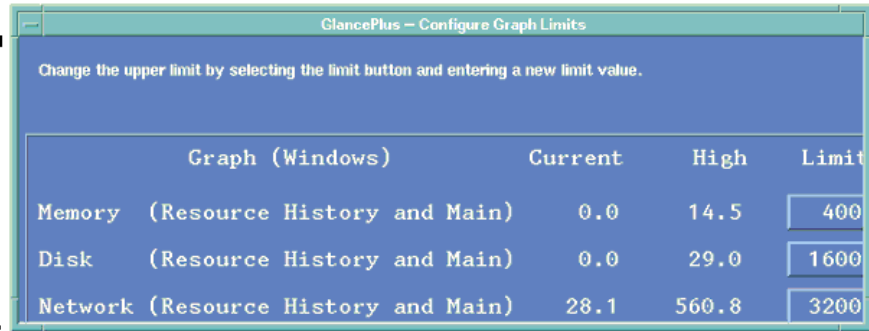 GlancePlus – Configure Graph Limits
Change the upper limit by selecting the limit button and entering a new limit value.
Graph (Windows) Current High Limit
Memory (Resource History and Main) 0.0 14.5 400
Disk (Resource History and Main) 0.0 29.0 1600
Network (Resource History and Main) 28.1 560.8 3200